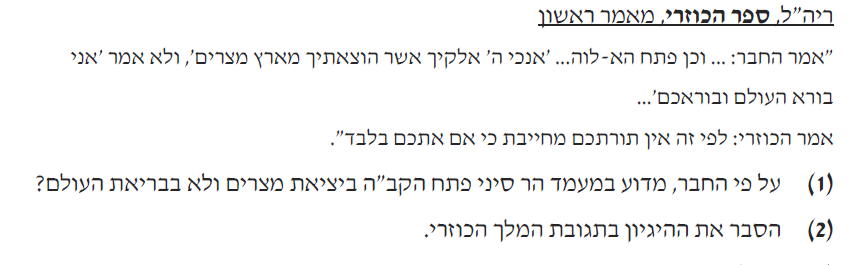 ריה"ל, ספר הכוזרי, מאמר ראשון
"אמר החבר: ... וכן פתח הא-לוה... 'אנכי ה' אלקיך אשר הוצאתיך מארץ מצרים', ולא אמר 'אני
בורא העולם ובוראכם'...
אמר הכוזרי: לפי זה אין תורתכם מחייבת כי אם אתכם בלבד".
(1) על פי החבר, מדוע במעמד הר סיני פתח הקב"ה ביציאת מצרים ולא בבריאת העולם?
(2) הסבר את ההיגיון בתגובת המלך הכוזרי.